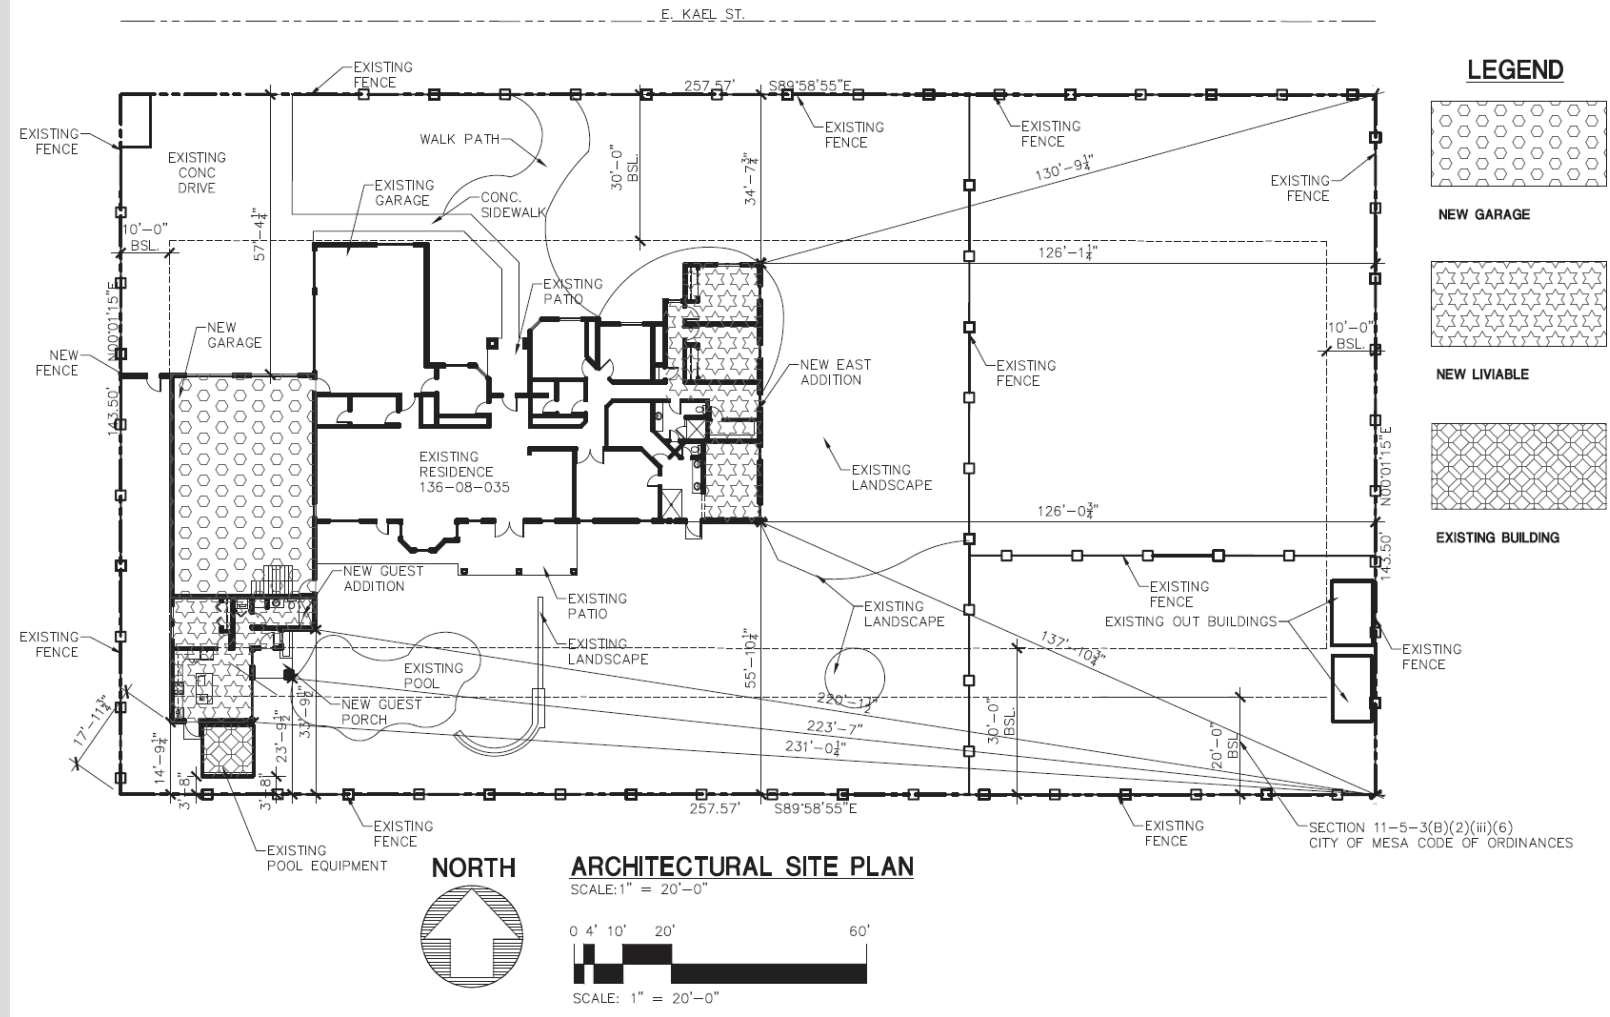 E. KAEL ST.
EXISTING
FENCE
257.57'
S89°58'55"E
LEGEND
EXISTING
FENCE
EXISTING
FENCE
EXISTING
FENCE
WALK PATH
EXISTING
CONC
DRIVE
30'-0"
BSL.
34'-7¾"
130'-9¼"
EXISTING
FENCE
EXISTING
GARAGE
CONC.
SIDEWALK
NEW GARAGE
10'-0"
BSL.
57'-4¼"
126'-1½"
EXISTING
PATIO
N00°01'15"E
NEW
GARAGE
10'-0"
BSL.
NEW
FENCE
NEW EAST
ADDITION
EXISTING
FENCE
NEW LIVIABLE
143.50'
EXISTING
RESIDENCE
136-08-035
EXISTING
LANDSCAPE
N00°01'15"E
126'-0¾"
EXISTING BUILDING
143.50'
NEW GUEST
ADDITION
EXISTING
PATIO
EXISTING
FENCE
EXISTING
LANDSCAPE
EXISTING OUT BUILDINGS
EXISTING
FENCE
EXISTING
LANDSCAPE
EXISTING
FENCE
137'-10¾"
55'-10¼"
EXISTING
POOL
NEW GUEST
PORCH
220'-1½"
223'-7"
231'-0¼"
30'-0"
BSL.
20'-0"
BSL.
17'-11¾"
14'-9½"
33'-9½"
23'-9½"
3'-8"
3'-8"
257.57'
S89°58'55"E
EXISTING
FENCE
EXISTING
FENCE
SECTION 11-5-3(B)(2)(iii)(6)
CITY OF MESA CODE OF ORDINANCES
EXISTING
POOL EQUIPMENT
NORTH
ARCHITECTURAL SITE PLAN
SCALE:1" = 20'-0"
0 4' 10' 20' 60'
SCALE: 1" = 20'-0"